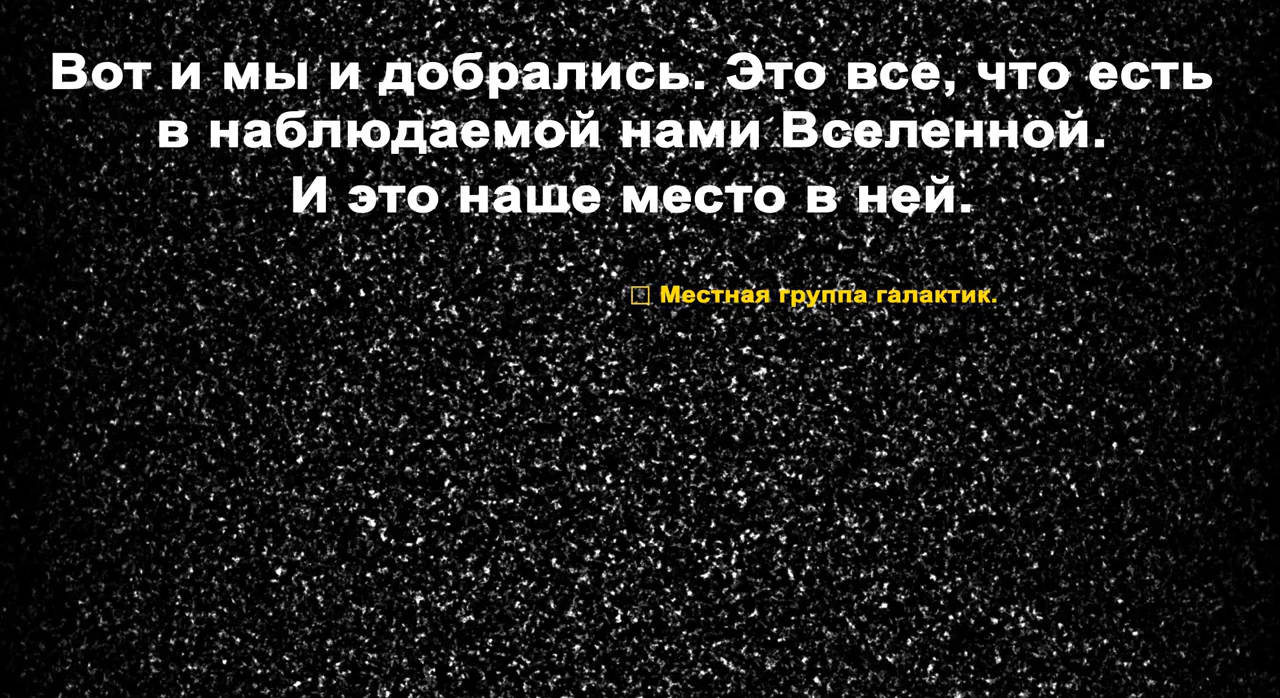 Вот и мы и добрались. Это все, что есть
в наблюдаемой нами Вселенной.
И это наше место в ней.
Местная группа галактик.